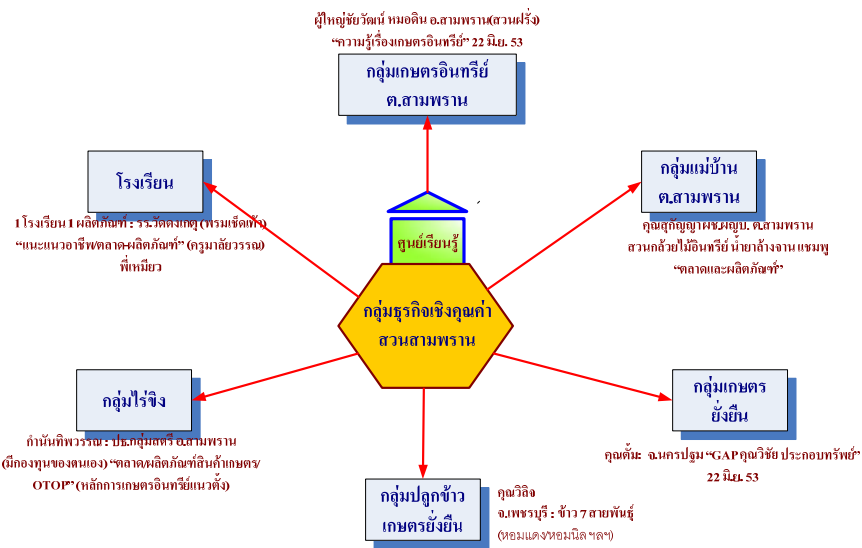 ผู้ใหญ่ชัยวัฒน์ หมอดิน อ.สามพราน(สวนฝรั่ง)
“ความรู้เรื่องเกษตรอินทรีย์” 22 มิ.ย. 53
กลุ่มเกษตรอินทรีย์
ต.สามพราน
โรงเรียน
1 โรงเรียน 1 ผลิตภัณฑ์ : รร.วัดดงเกตุ (พรมเช็ดเท้า)
“แนะแนวอาชีพ/ตลาด-ผลิตภัณฑ์” (ครูมาลัยวรรณ)
พี่เหมียว
กลุ่มแม่บ้าน
ต.สามพราน
คุณสุกัญญาผช.ผญบ. ต.สามพราน
สวนกล้วยไม้อินทรีย์ น้ำยาล้างจาน แชมพู
“ตลาดและผลิตภัณฑ์”
ศูนย์เรียนรู้
กลุ่มธุรกิจเชิงคุณค่า
สวนสามพราน
กลุ่มไร่ขิง
กำนันทิพวรรณ : ปธ.กลุ่มสตรี อ.สามพราน
(มีกองทุนของตนเอง) “ตลาด/ผลิตภัณฑ์สินค้าเกษตร/
OTOP” (หลักการเกษตรอินทรีย์แนวตั้ง)
กลุ่มเกษตร
ยั่งยืน
คุณตั้ม: จ.นครปฐม “GAP คุณวิชัย ประกอบทรัพย์”
22 มิ.ย. 53
กลุ่มปลูกข้าว
เกษตรยั่งยืน
คุณวิลิจ
จ.เพชรบุรี : ข้าว 7 สายพันธุ์
(หอมแดง/หอมนิล ฯลฯ)